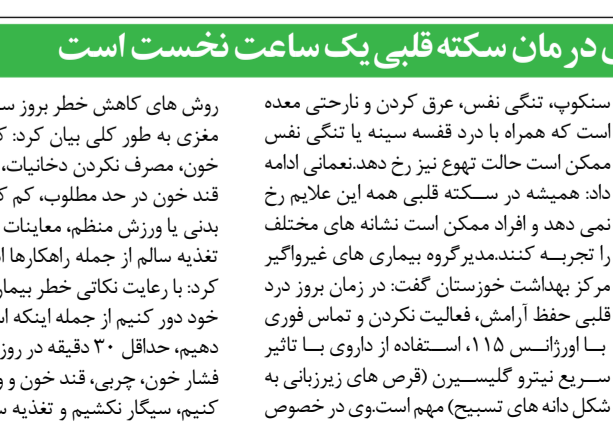 درمان سکته قلبی یک ساعت نخست است
سنکوپ، تنگی نفس، عرق کردن و نارحتی معده
است که همراه با درد قفسه سینه یا تنگی نفس
ممکن است حالت تهوع نیز رخ دهد.نعمانی ادامه
داد: همیشه در سکته قلبی همه این علایم رخ
نمی دهد و افراد ممکن است نشانه های مختلف
را تجربه کنند.مدیرگروه بیماری های غیرواگیر
مرکز بهداشت خوزستان گفت: در زمان بروز درد
قلبی حفظ آرامش، فعالیت نکردن و تماس فوری
با اورژانس ۱۱۵، استفاده از داروی با تاثیر
سریع نیترو گلیسیرن (قرص های زیرزبانی به
شکل دانه های تسبیح) مهم است.وی در خصوص
روش های کاهش خطر بروز
مغزی به طور کلی بیان کرد:
خون، مصرف نکردن دخانیات،
قند خون در حد مطلوب، کم
بدنی یا ورزش منظم، معاینات
تغذیه سالم از جمله راهکارها
کرد: با رعایت نکاتی خطر
خود دور کنیم از جمله اینکه
دهیم، حداقل ۳۰ دقیقه در روز
فشار خون، چربی، قند خون و
کنیم، سیگار نکشیم و تغذیه